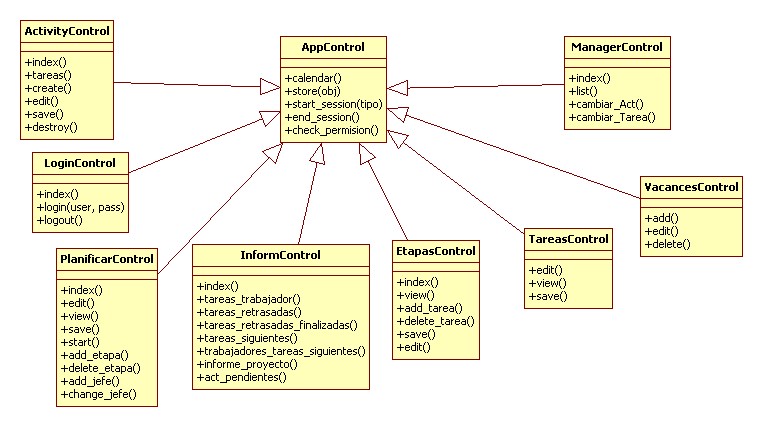 ActivityControl
+index()
+tareas()
+create()
+edit()
+save()
+destroy()
AppControl
+calendar()
+store(obj)
+start_session(tipo)
+end_session()
+check_permision()
ManagerControl
+index()
+list()
+cambiar_Act()
+cambiar_Tarea()
LoginControl
+index()
+login(user, pass)
+logout()
VacancesControl
+add()
+edit()
+delete()
PlanificarControl
+index()
+edit()
+view()
+save()
+start()
+add_etapa()
+delete_etapa()
+add_jefe()
+change_jefe()
InformControl
+index()
+tareas_trabajador()
+tareas_retrasadas()
+tareas_retrasadas_finalizadas()
+tareas_siguientes()
+trabajadores_tareas_siguientes()
+informe_proyecto()
+act_pendientes()
EtapasControl
+index()
+view()
+add_tarea()
+delete_tarea()
+save()
+edit()
TareasControl
+edit()
+view()
+save()